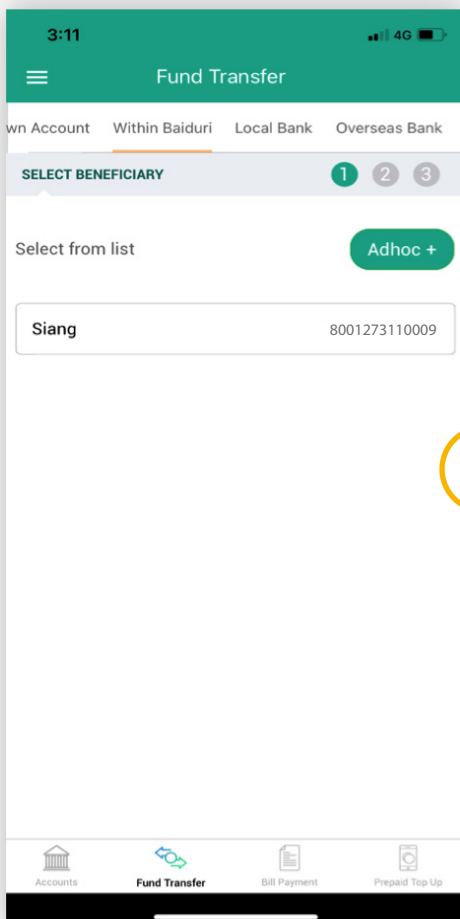 3:11 4G
Fund Transfer
wn Account Within Baiduri Local Bank Overseas Bank
SELECT BENEFICIARY 1 2 3
Select from list Adhoc +
Siang 8001273110009
Accounts Fund Transfer Bill Payment Prepaid Top Up